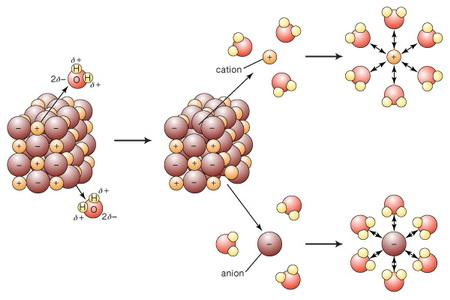 δ+
H
2δ–
O
H
δ+
δ+
H
O
H
δ+
2δ–
– + –
+ – +
– + –
+ – +
–
+ –
– + –
+ – +
cation
+
–
anion
+
–